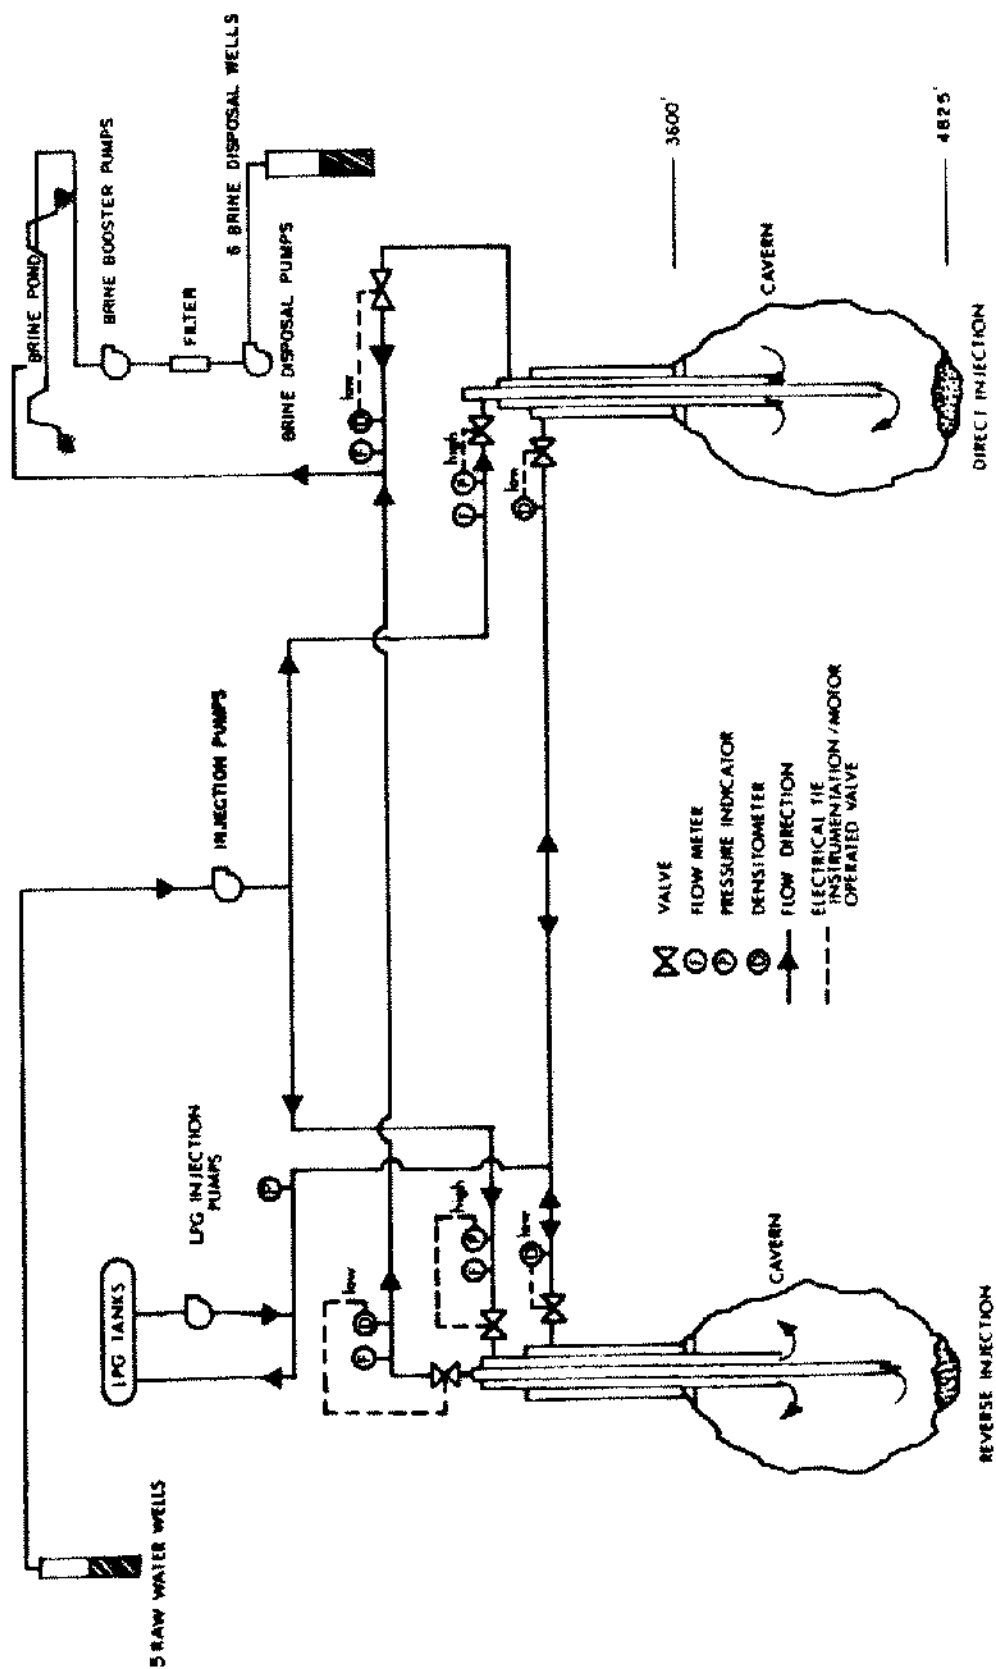 5 RAW WATER WELLS
LPG TANKS
LPG INJECTION
PUMPS
INJECTION PUMPS
BRINE POND
BRINE BOOSTER PUMPS
FILTER
BRINE DISPOSAL PUMPS
6 BRINE DISPOSAL WELLS
P
F
D
low
F
P
high
D
low
F
D
low
F
P
high
D
low
CAVERN
REVERSE INJECTION
VALVE
F FLOW METER
P PRESSURE INDICATOR
D DENSITOMETER
FLOW DIRECTION
ELECTRICAL TIE
INSTRUMENTATION/MOTOR
OPERATED VALVE
CAVERN
DIRECT INJECTION
3600'
4825'